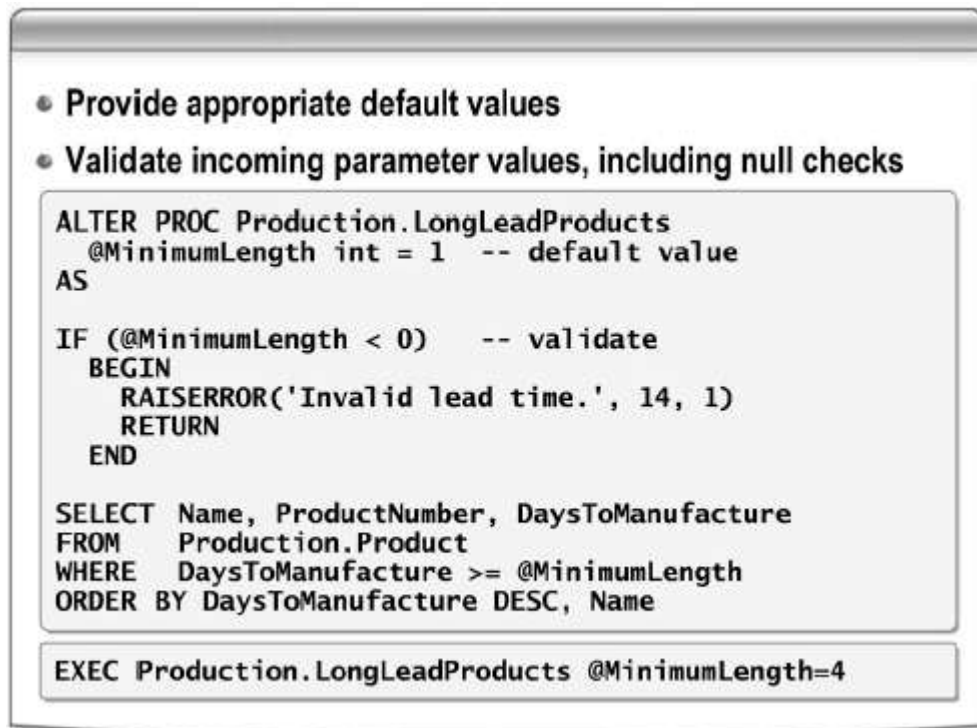 Provide appropriate default values
Validate incoming parameter values, including null checks
ALTER PROC Production.LongLeadProducts
@MinimumLength int = 1 -- default value
AS
IF (@MinimumLength < 0) -- validate
BEGIN
RAISERROR('Invalid lead time.', 14, 1)
RETURN
END
SELECT Name, ProductNumber, DaysToManufacture
FROM Production.Product
WHERE DaysToManufacture >= @MinimumLength
ORDER BY DaysToManufacture DESC, Name
EXEC Production.LongLeadProducts @MinimumLength=4